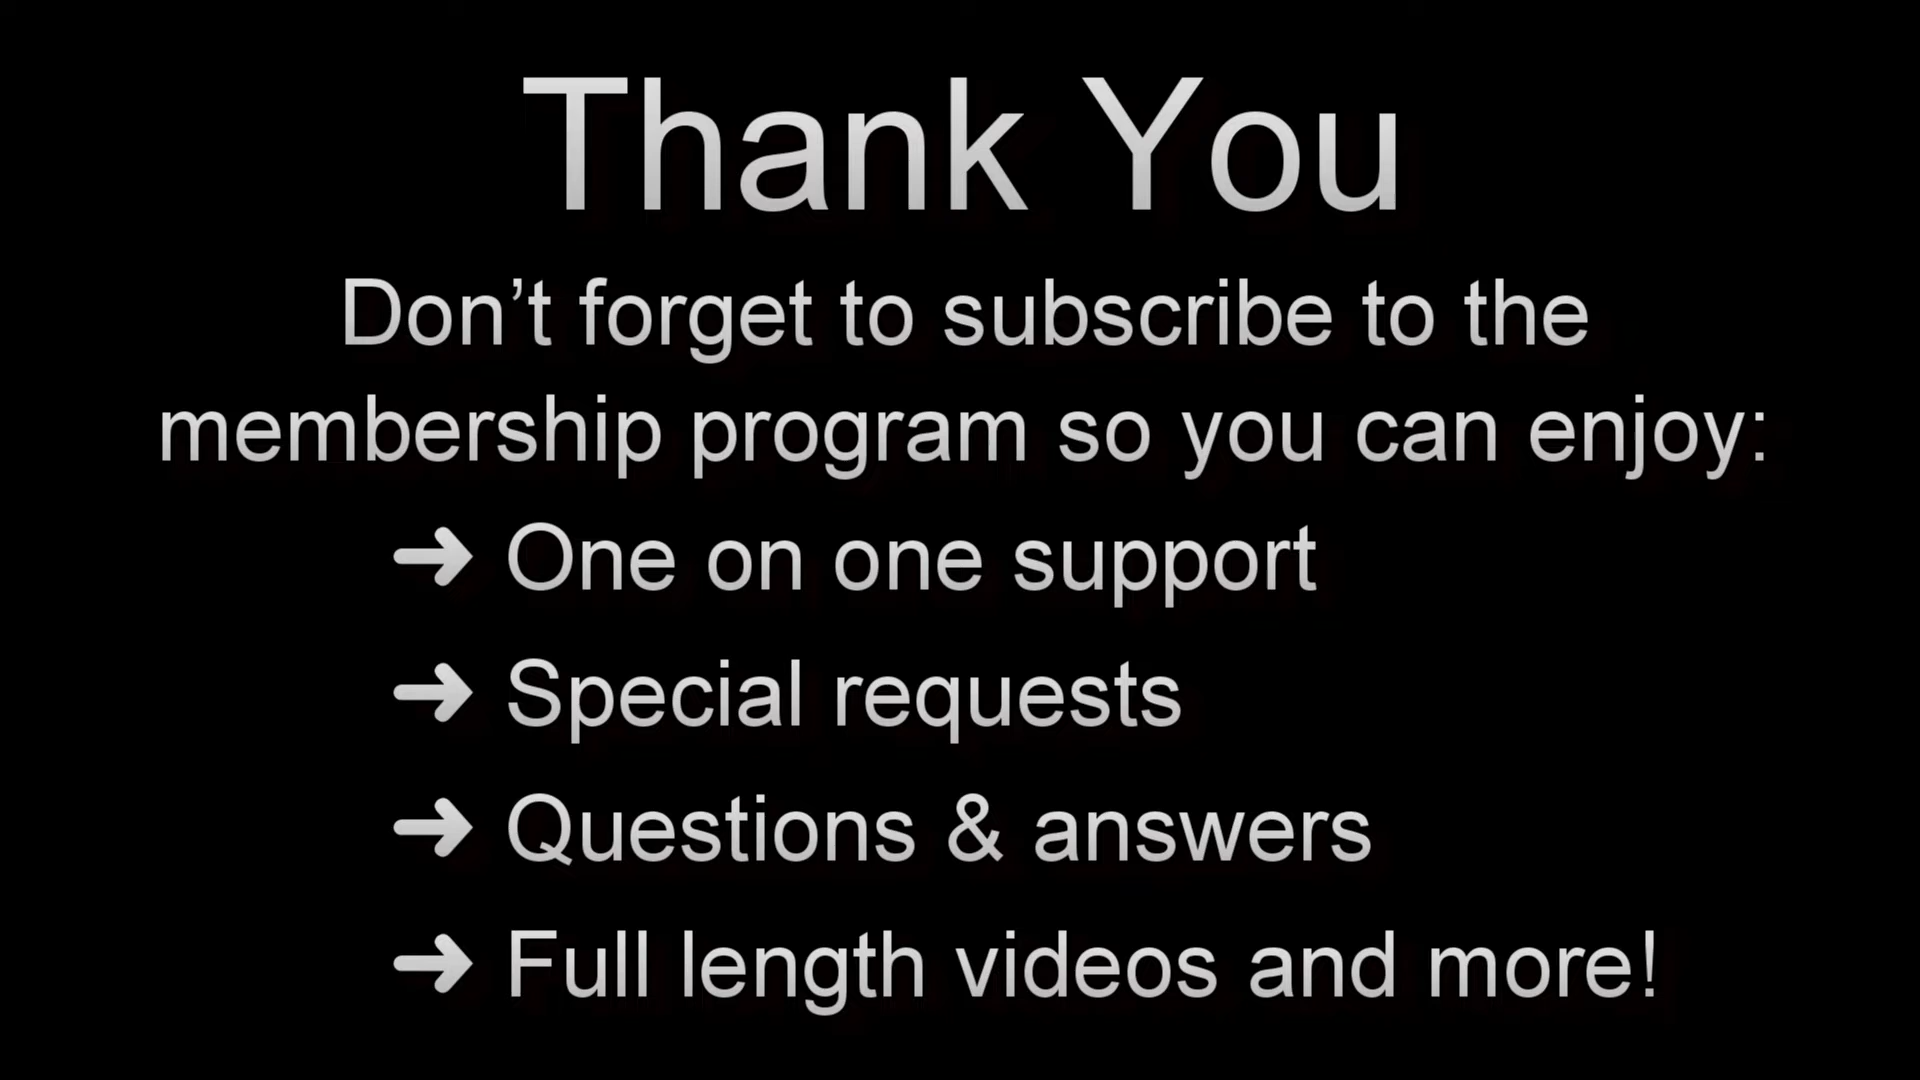 Thank You
Don’t forget to subscribe to the
membership program so you can enjoy:
➜ One on one support
➜ Special requests
➜ Questions & answers
➜ Full length videos and more!